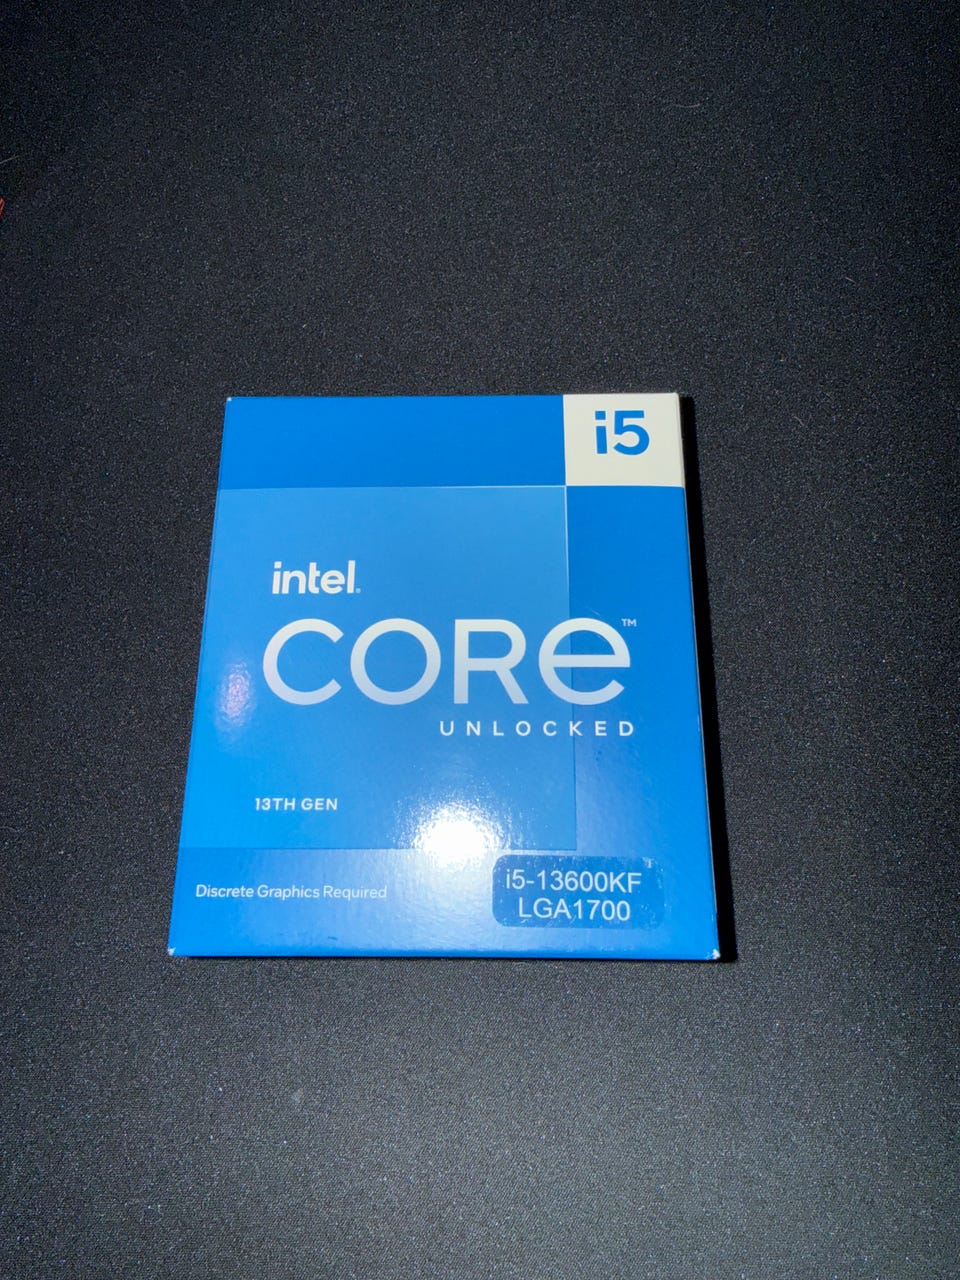 i5
intel.
CORE™
UNLOCKED
13TH GEN
Discrete Graphics Required
i5-13600KF
LGA1700